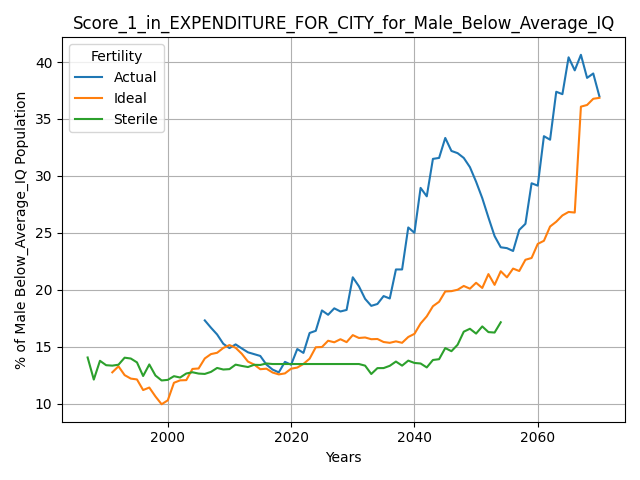 Score_1_in_EXPENDITURE_FOR_CITY_for_Male_Below_Average_IQ
Fertility
Actual
Ideal
Sterile
% of Male Below_Average_IQ Population
40
35
30
25
20
15
10
2000
2020
2040
2060
Years